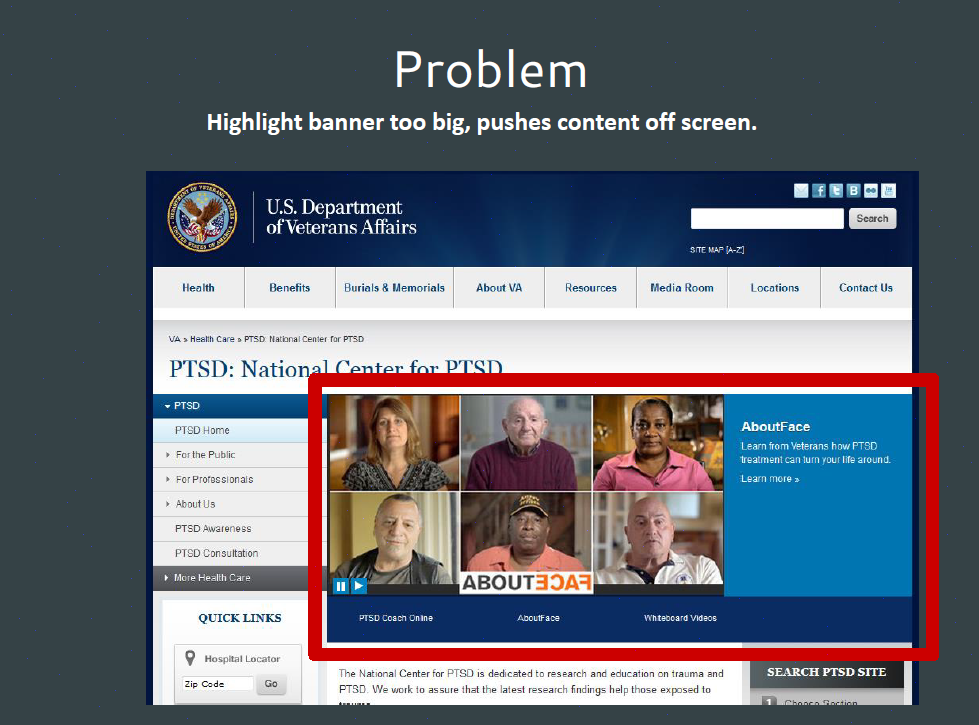 Problem
Highlight banner too big, pushes content off screen.
U.S. Department
of Veterans Affairs
Search
SITE MAP [A-Z]
Health
Benefits
Burials & Memorials
About VA
Resources
Media Room
Locations
Contact Us
VA » Health Care » PTSD: National Center for PTSD
PTSD: National Center for PTSD
PTSD
PTSD Home
For the Public
For Professionals
About Us
PTSD Awareness
PTSD Consultation
More Health Care
QUICK LINKS
Hospital Locator
Zip Code
Go
ABOUTFACE
AboutFace
Learn from Veterans how PTSD
treatment can turn your life around.
Learn more »
PTSD Coach Online
AboutFace
Whiteboard Videos
The National Center for PTSD is dedicated to research and education on trauma and
PTSD. We work to assure that the latest research findings help those exposed to
SEARCH PTSD SITE
1 Choose Section